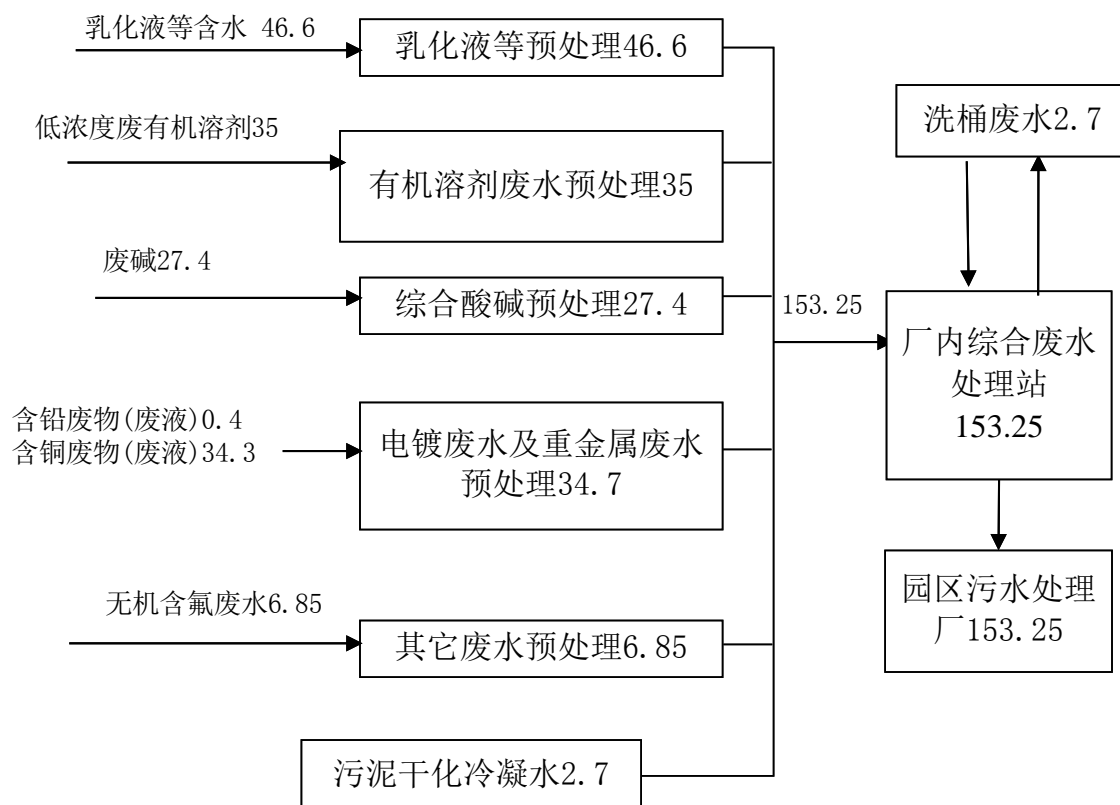 乳化液等含水 46.6
乳化液等预处理46.6
洗桶废水2.7
低浓度废有机溶剂35
有机溶剂废水预处理35
废碱27.4
综合酸碱预处理27.4
153.25
厂内综合废水
处理站
153.25
含铅废物(废液)0.4
含铜废物(废液)34.3
电镀废水及重金属废水
预处理34.7
无机含氟废水6.85
其它废水预处理6.85
园区污水处理
厂153.25
污泥干化冷凝水2.7